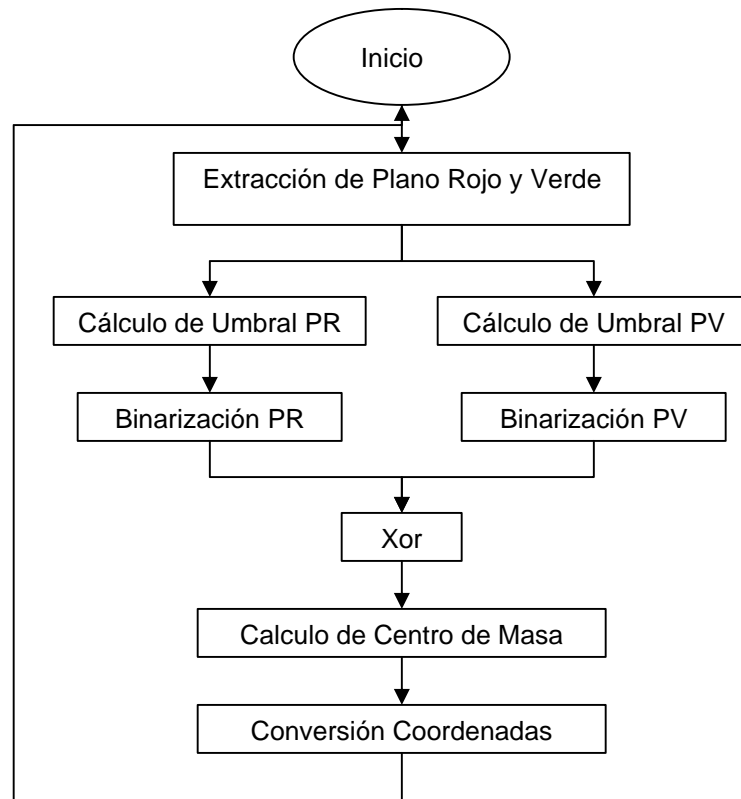 Inicio
Extracción de Plano Rojo y Verde
Cálculo de Umbral PR
Cálculo de Umbral PV
Binarización PR
Binarización PV
Xor
Calculo de Centro de Masa
Conversión Coordenadas